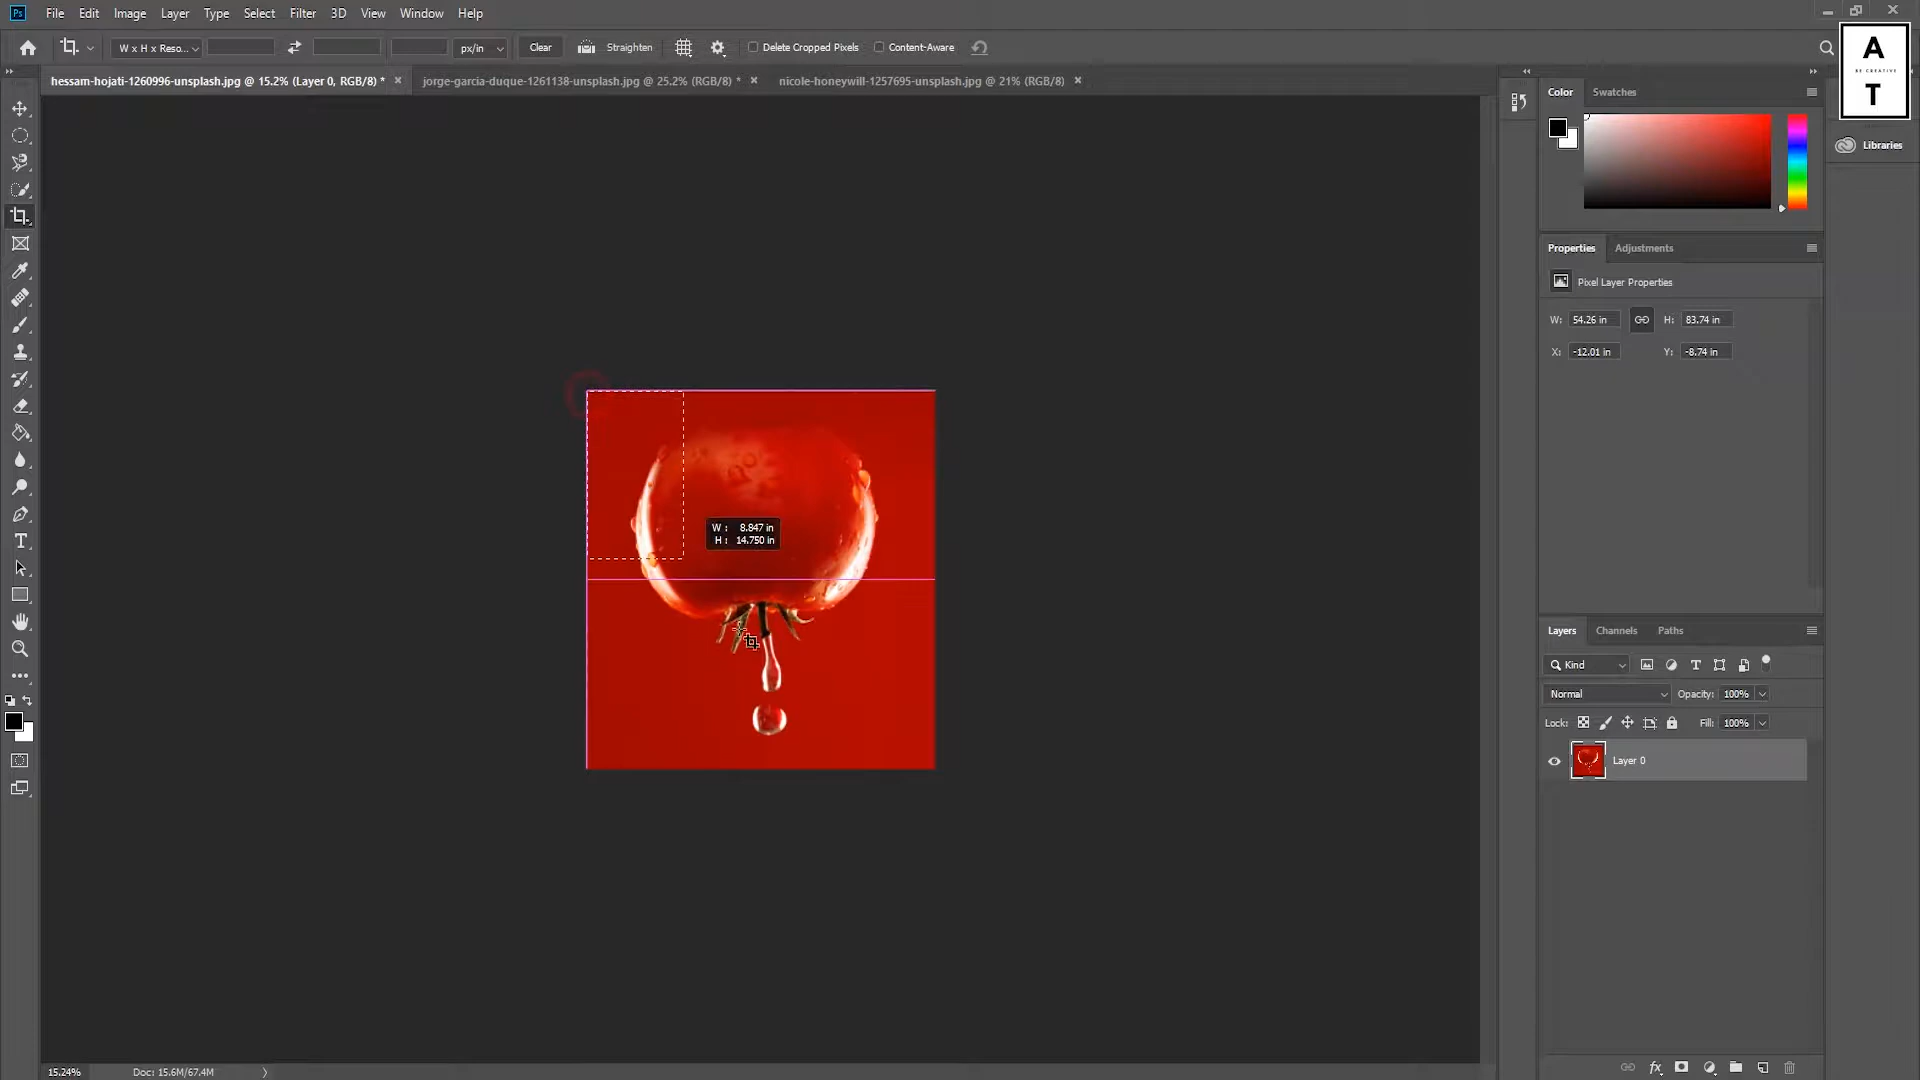 Ps File Edit Image Layer Type Select Filter 3D View Window Help
W x H x Reso... px/in Clear Straighten Delete Cropped Pixels Content-Aware
hessam-hojati-1260996-unsplash.jpg @ 15.2% (Layer 0, RGB/8) * × jorge-garcia-duque-1261138-unsplash.jpg @ 25.2% (RGB/8) * × nicole-honeywill-1257695-unsplash.jpg @ 21% (RGB/8) ×
A
BE CREATIVE
T
Color Swatches
Libraries
Properties Adjustments
Pixel Layer Properties
W: 54.26 in H: 83.74 in
X: -12.01 in Y: -8.74 in
W : 8.847 in
H : 14.750 in
Layers Channels Paths
Kind
Normal Opacity: 100%
Lock: Fill: 100%
Layer 0
15.24% Doc: 15.6M/67.4M